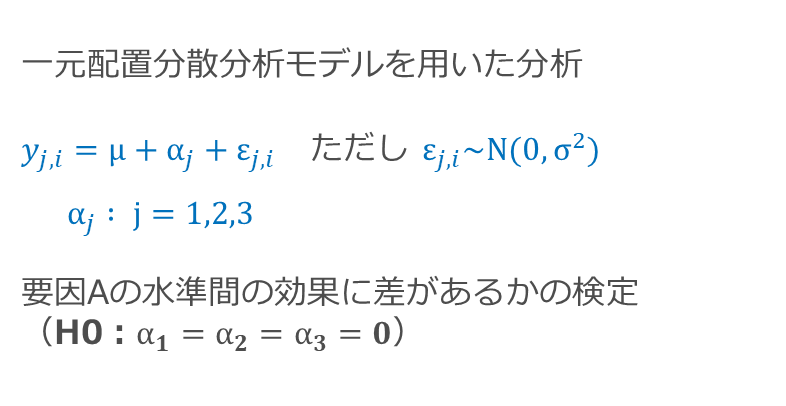 一元配置分散分析モデルを用いた分析
y_{j,i} = μ + α_j + ε_{j,i} ただし ε_{j,i}~N(0, σ²)
α_j : j = 1,2,3
要因Aの水準間の効果に差があるかの検定
（H0：α₁ = α₂ = α₃ = 0）